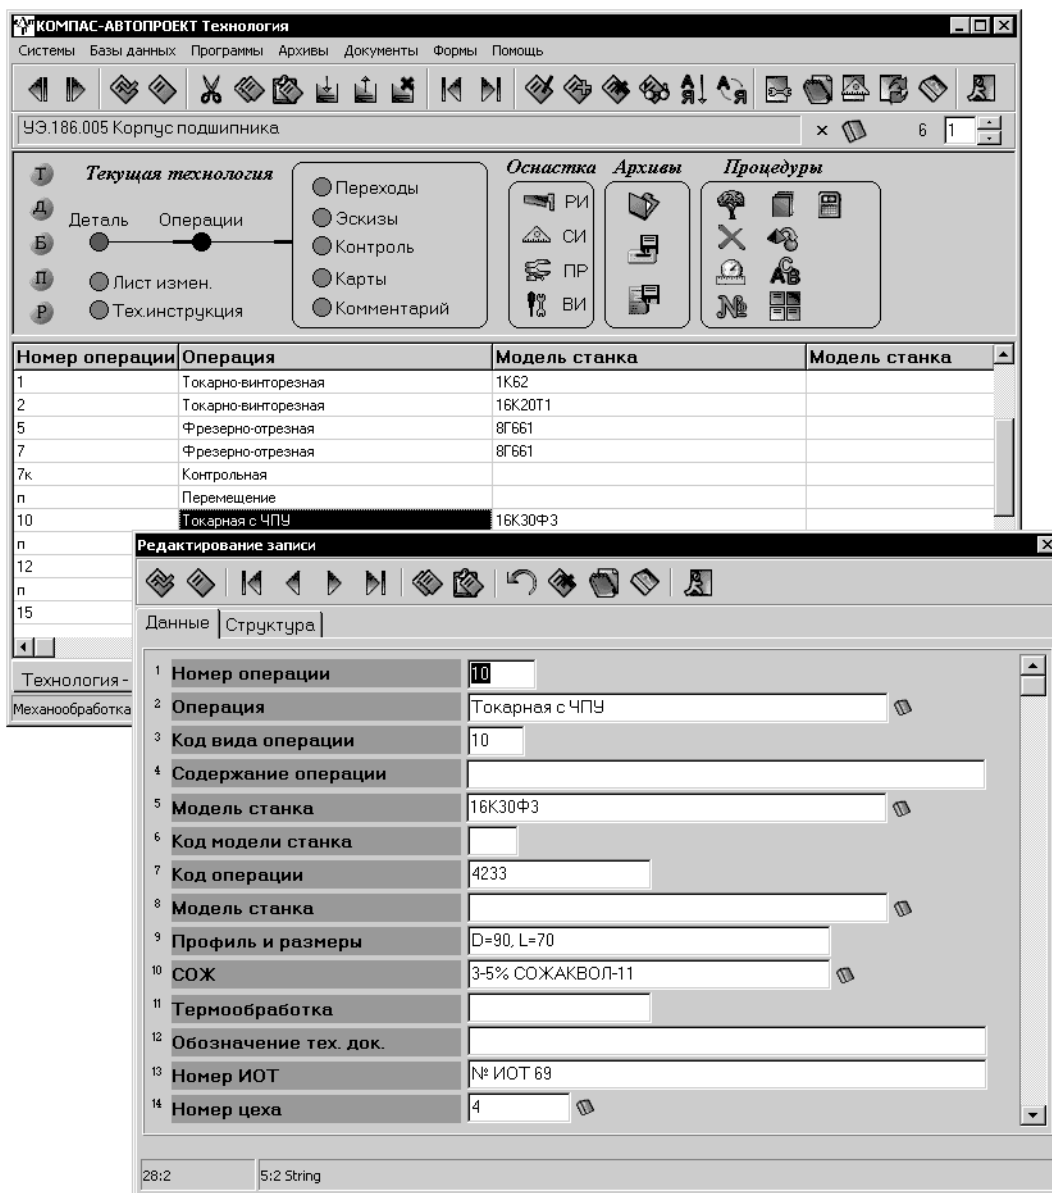 КОМПАС-АВТОПРОЕКТ Технология
Системы Базы данных Программы Архивы Документы Формы Помощь
УЭ.186.005 Корпус подшипника 6 1
Текущая технология Оснастка Архивы Процедуры
Т
Д
Б
П
Р
Деталь Операции
Лист измен.
Тех.инструкция
Переходы
Эскизы
Контроль
Карты
Комментарий
РИ
СИ
ПР
ВИ
Номер операции Операция Модель станка Модель станка
1 Токарно-винторезная 1К62
2 Токарно-винторезная 16К20Т1
5 Фрезерно-отрезная 8Г661
7 Фрезерно-отрезная 8Г661
7к Контрольная
п Перемещение
10 Токарная с ЧПУ 16К30Ф3
п
12
п
15
Технология -
Механообработка
Редактирование записи
Данные Структура
1 Номер операции 10
2 Операция Токарная с ЧПУ
3 Код вида операции 10
4 Содержание операции
5 Модель станка 16К30Ф3
6 Код модели станка
7 Код операции 4233
8 Модель станка
9 Профиль и размеры D=90, L=70
10 СОЖ 3-5% СОЖАКВОЛ-11
11 Термообработка
12 Обозначение тех. док.
13 Номер ИОТ № ИОТ 69
14 Номер цеха 4
28:2 5:2 String